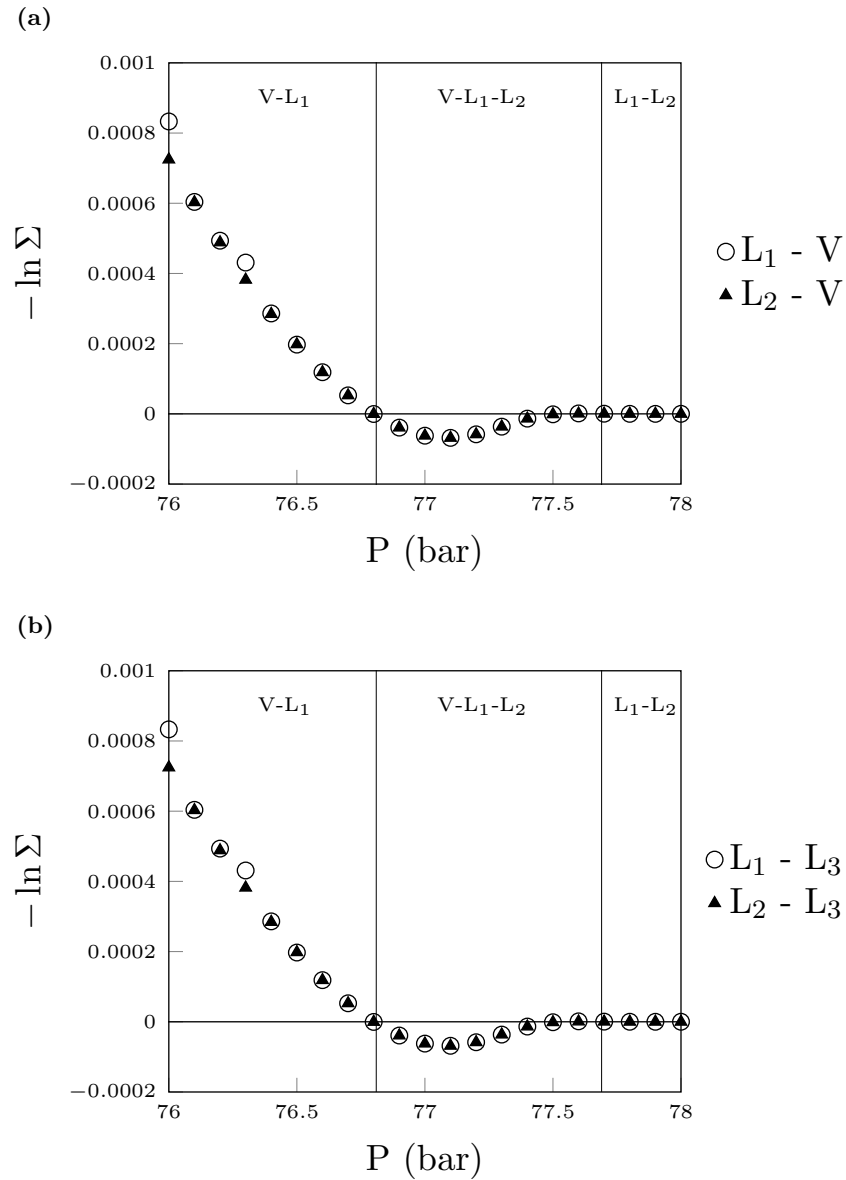 (a)
0.001
V-L₁ V-L₁-L₂ L₁-L₂
0.0008
0.0006
0.0004
0.0002
0
−0.0002
− ln Σ
L₁ - V
L₂ - V
76 76.5 77 77.5 78
P (bar)
(b)
0.001
V-L₁ V-L₁-L₂ L₁-L₂
0.0008
0.0006
0.0004
0.0002
0
−0.0002
− ln Σ
L₁ - L₃
L₂ - L₃
76 76.5 77 77.5 78
P (bar)